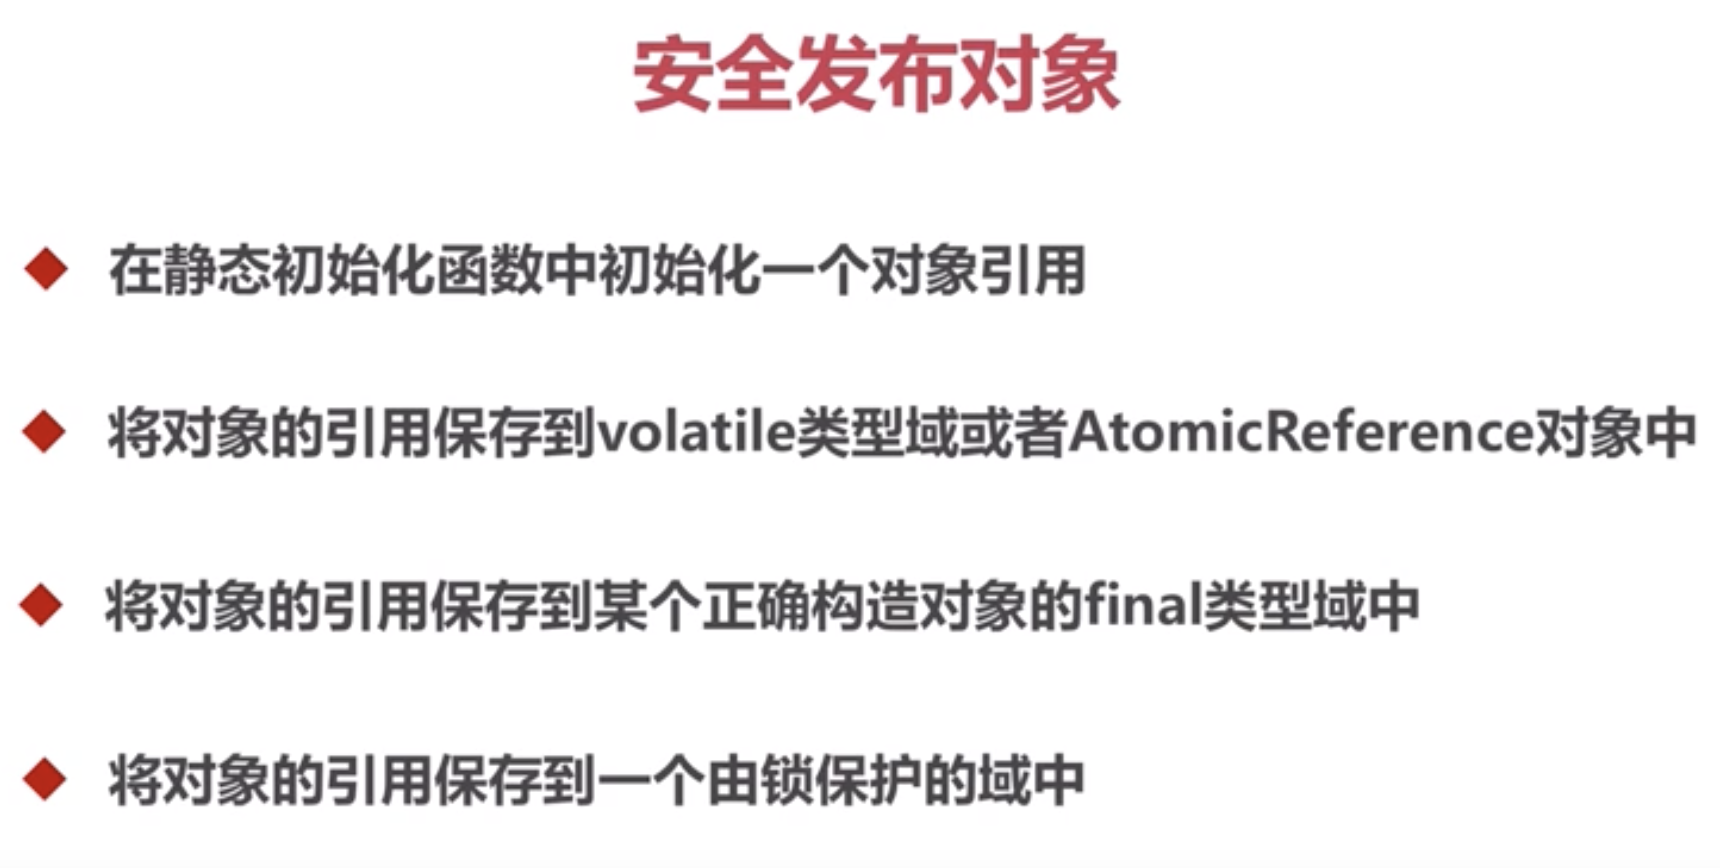 安全发布对象
在静态初始化函数中初始化一个对象引用
将对象的引用保存到volatile类型域或者AtomicReference对象中
将对象的引用保存到某个正确构造对象的final类型域中
将对象的引用保存到一个由锁保护的域中